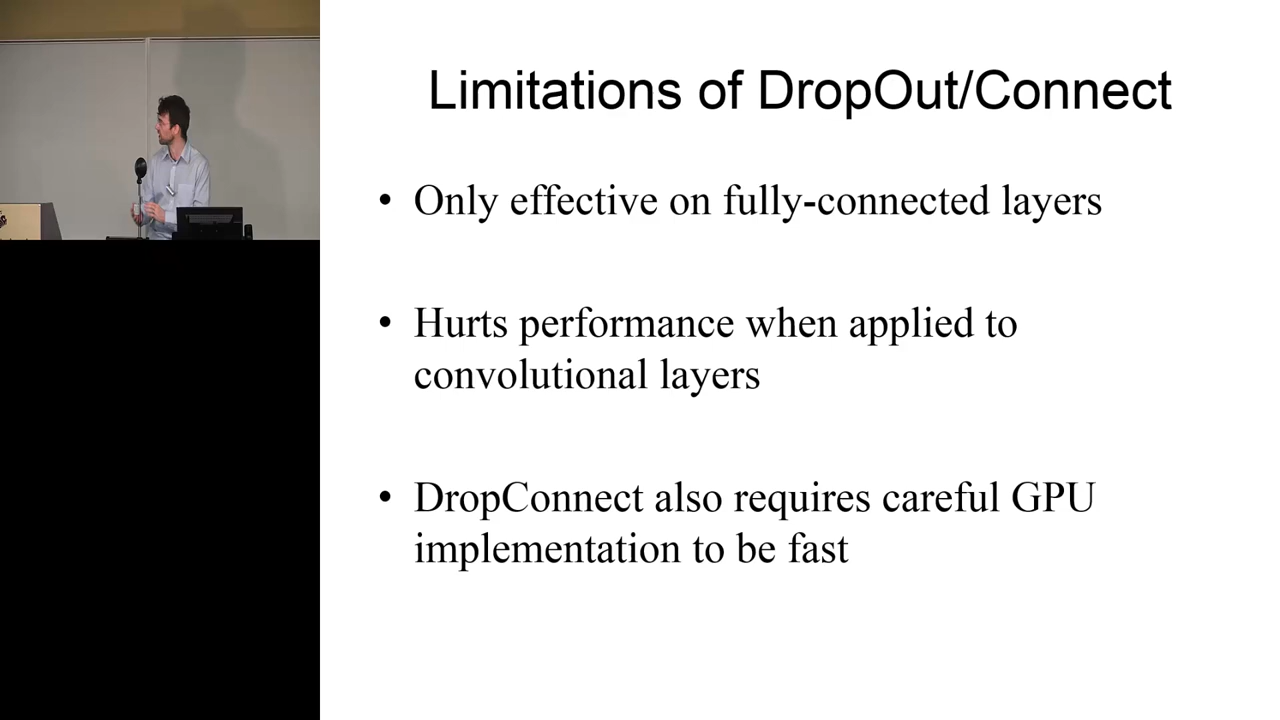 Limitations of DropOut/Connect
• Only effective on fully-connected layers
• Hurts performance when applied to
convolutional layers
• DropConnect also requires careful GPU
implementation to be fast